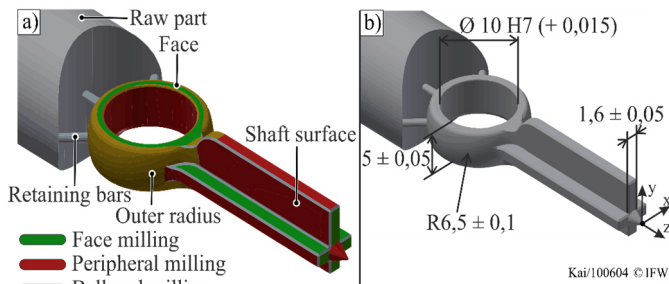 a)
Raw part
Face
Shaft surface
Retaining bars
Outer radius
Face milling
Peripheral milling
b)
Ø 10 H7 (+ 0,015)
1,6 ± 0,05
5 ± 0,05
R6,5 ± 0,1
y
x
z
Kai/100604 © IFW